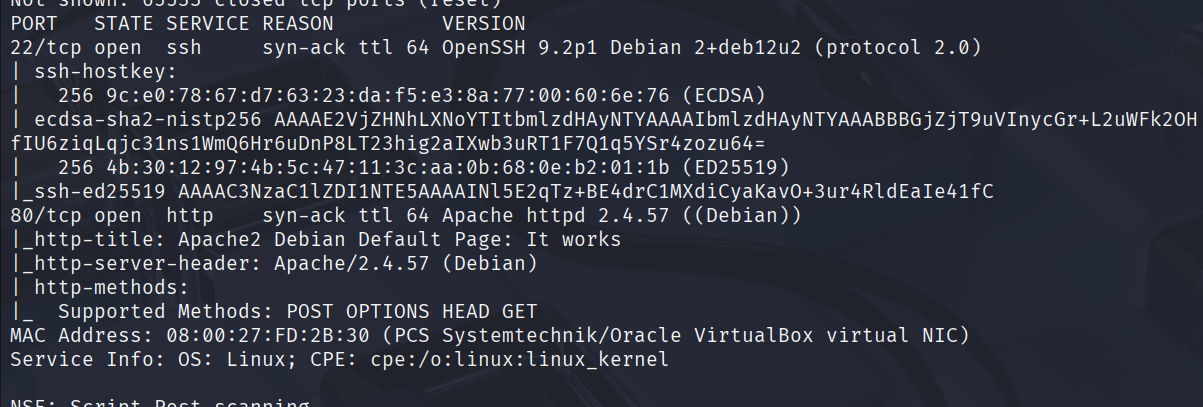 Not shown: 65533 closed tcp ports (reset)
PORT STATE SERVICE REASON VERSION
22/tcp open ssh syn-ack ttl 64 OpenSSH 9.2p1 Debian 2+deb12u2 (protocol 2.0)
| ssh-hostkey:
| 256 9c:e0:78:67:d7:63:23:da:f5:e3:8a:77:00:60:6e:76 (ECDSA)
| ecdsa-sha2-nistp256 AAAAE2VjZHNhLXNoYTItbmlzdHAyNTYAAAAIbmlzdHAyNTYAAABBBGjZjT9uVInycGr+L2uWFk2OH
fIU6ziqLqjc31ns1WmQ6Hr6uDnP8LT23hig2aIXwb3uRT1F7Q1q5YSr4zozu64=
| 256 4b:30:12:97:4b:5c:47:11:3c:aa:0b:68:0e:b2:01:1b (ED25519)
|_ssh-ed25519 AAAAC3NzaC1lZDI1NTE5AAAAINl5E2qTz+BE4drC1MXdiCyaKavO+3ur4RldEaIe41fC
80/tcp open http syn-ack ttl 64 Apache httpd 2.4.57 ((Debian))
|_http-title: Apache2 Debian Default Page: It works
|_http-server-header: Apache/2.4.57 (Debian)
| http-methods:
|_ Supported Methods: POST OPTIONS HEAD GET
MAC Address: 08:00:27:FD:2B:30 (PCS Systemtechnik/Oracle VirtualBox virtual NIC)
Service Info: OS: Linux; CPE: cpe:/o:linux:linux_kernel
NSE: Script Post-scanning